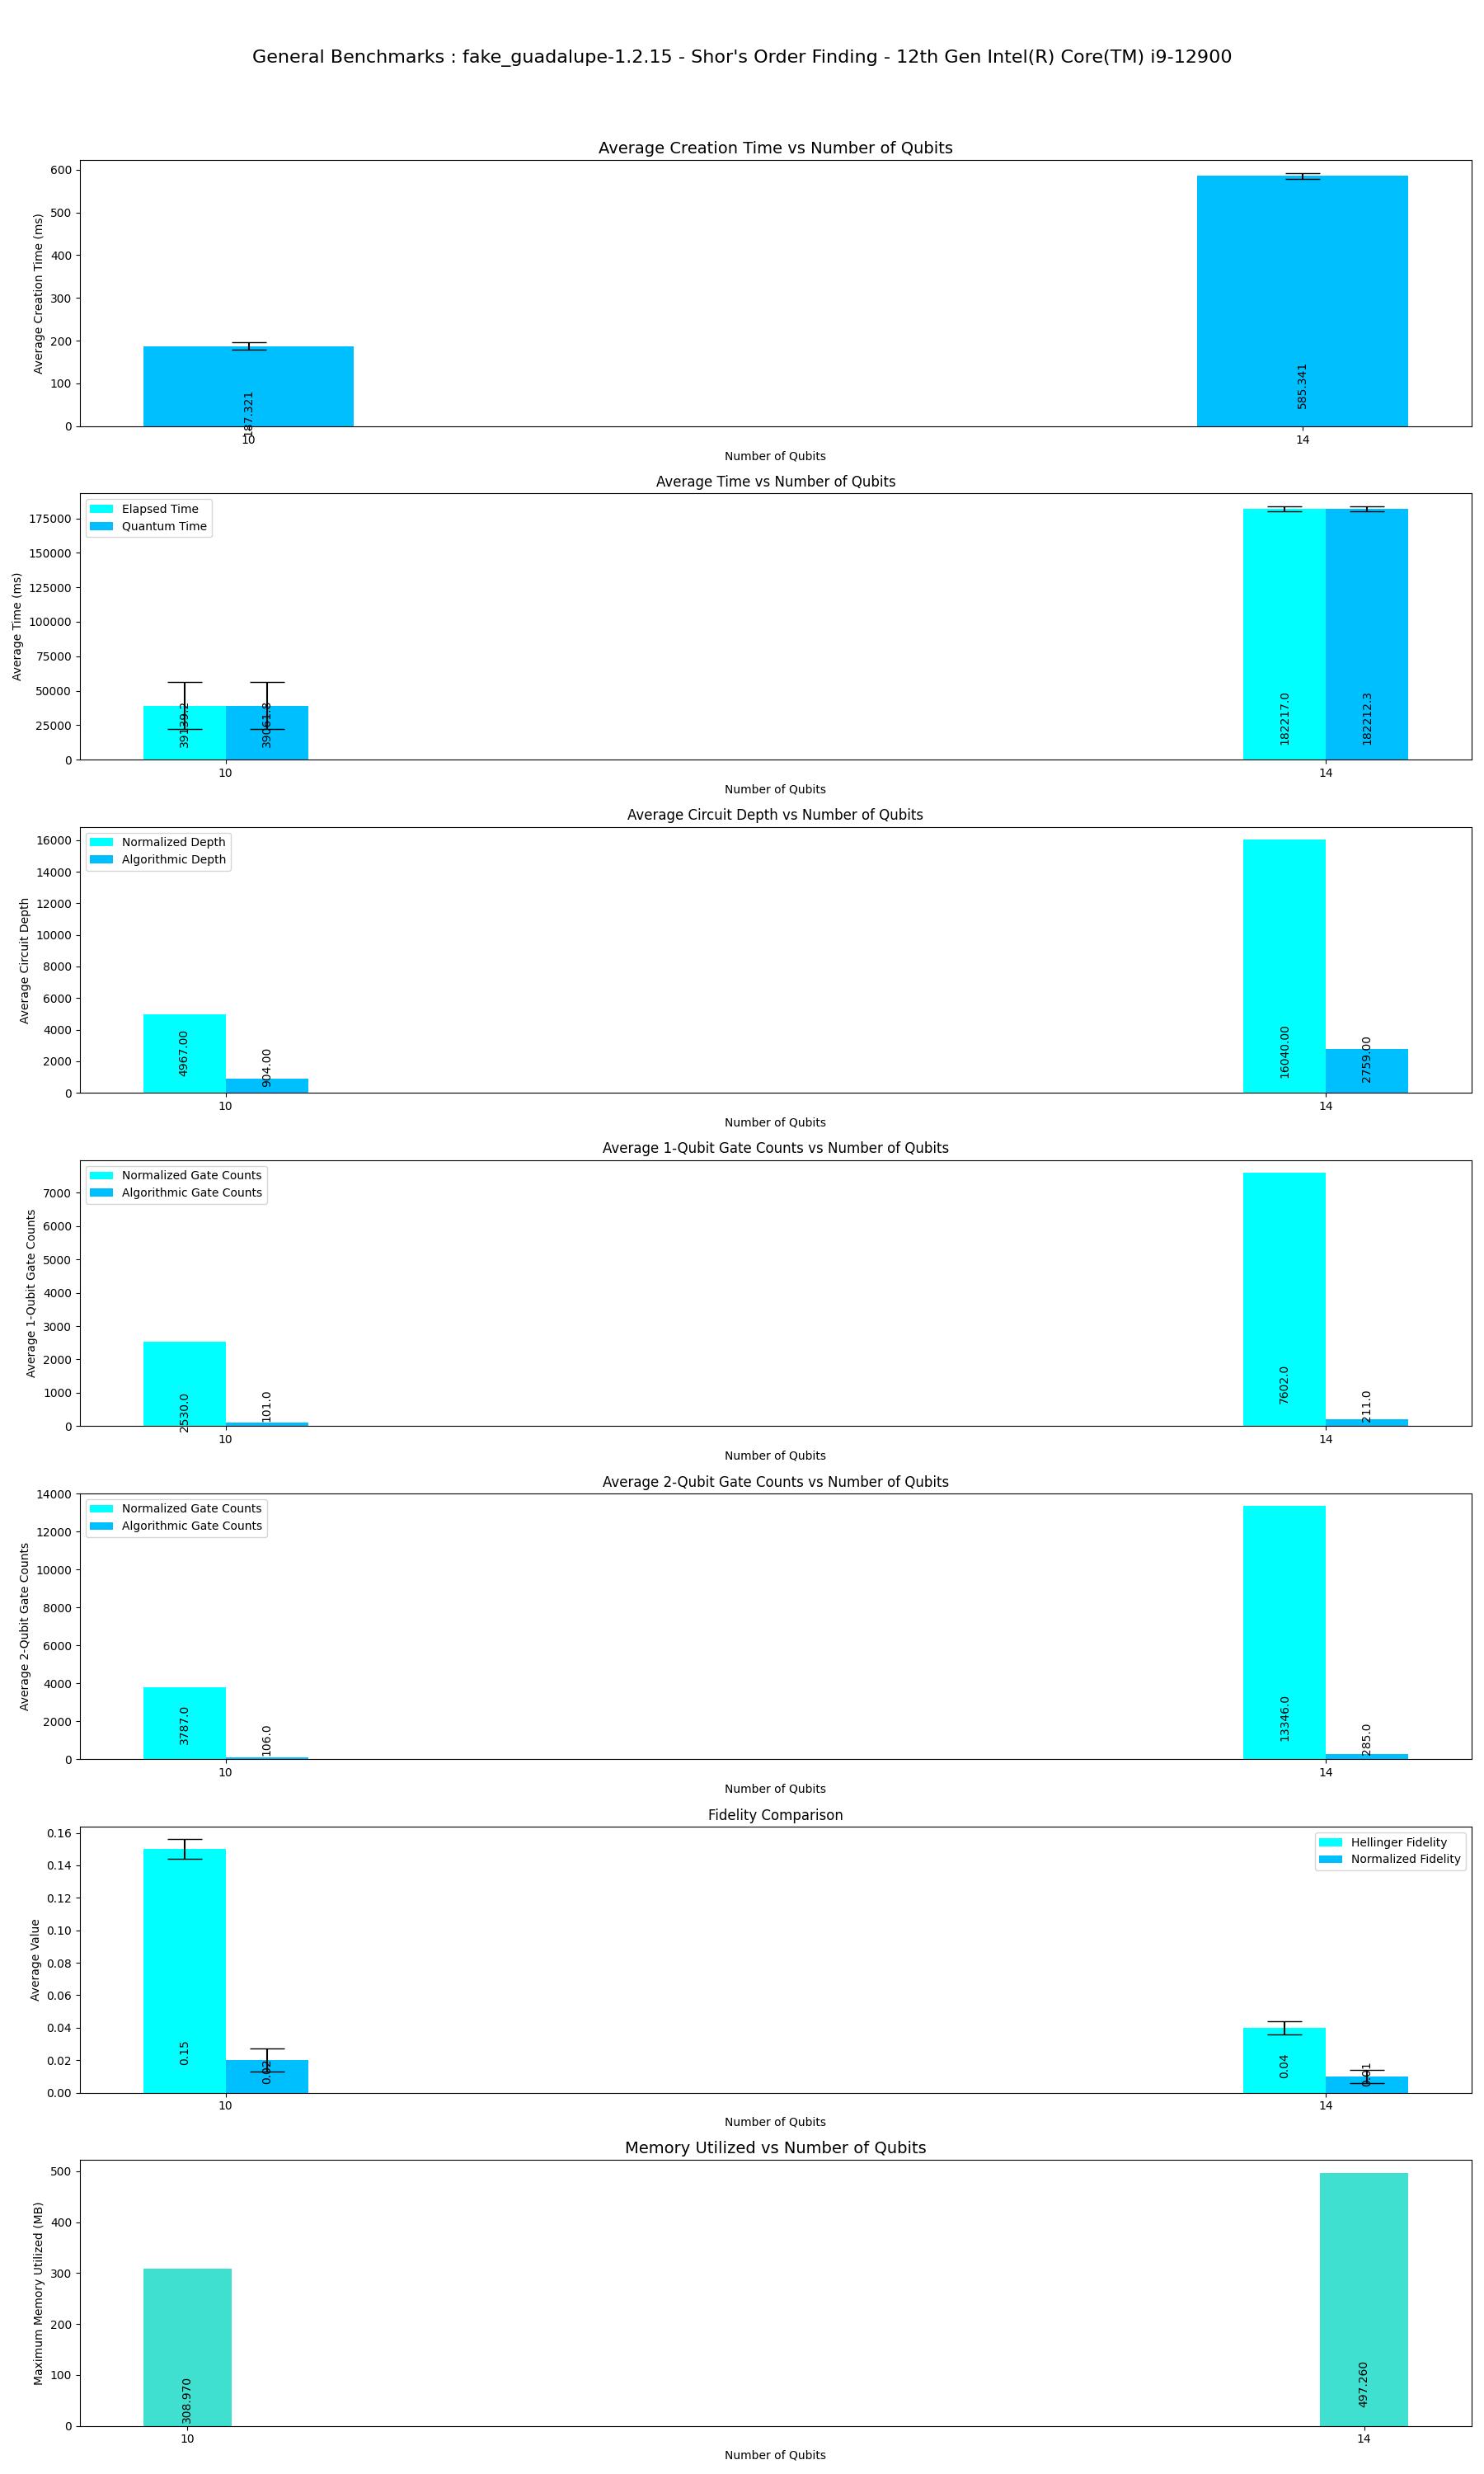 General Benchmarks : fake_guadalupe-1.2.15 - Shor's Order Finding - 12th Gen Intel(R) Core(TM) i9-12900
Average Creation Time vs Number of Qubits
Average Creation Time (ms)
600
500
400
300
200
100
0
187.321
585.341
10
14
Number of Qubits
Average Time vs Number of Qubits
Elapsed Time
Quantum Time
Average Time (ms)
175000
150000
125000
100000
75000
50000
25000
0
39139.2
39061.8
182217.0
182212.3
10
14
Number of Qubits
Average Circuit Depth vs Number of Qubits
Normalized Depth
Algorithmic Depth
Average Circuit Depth
16000
14000
12000
10000
8000
6000
4000
2000
0
4967.00
904.00
16040.00
2759.00
10
14
Number of Qubits
Average 1-Qubit Gate Counts vs Number of Qubits
Normalized Gate Counts
Algorithmic Gate Counts
Average 1-Qubit Gate Counts
7000
6000
5000
4000
3000
2000
1000
0
2530.0
101.0
7602.0
211.0
10
14
Number of Qubits
Average 2-Qubit Gate Counts vs Number of Qubits
Normalized Gate Counts
Algorithmic Gate Counts
Average 2-Qubit Gate Counts
14000
12000
10000
8000
6000
4000
2000
0
3787.0
106.0
13346.0
285.0
10
14
Number of Qubits
Fidelity Comparison
Hellinger Fidelity
Normalized Fidelity
Average Value
0.16
0.14
0.12
0.10
0.08
0.06
0.04
0.02
0.00
0.15
0.02
0.04
0.01
10
14
Number of Qubits
Memory Utilized vs Number of Qubits
Maximum Memory Utilized (MB)
500
400
300
200
100
0
308.970
497.260
10
14
Number of Qubits